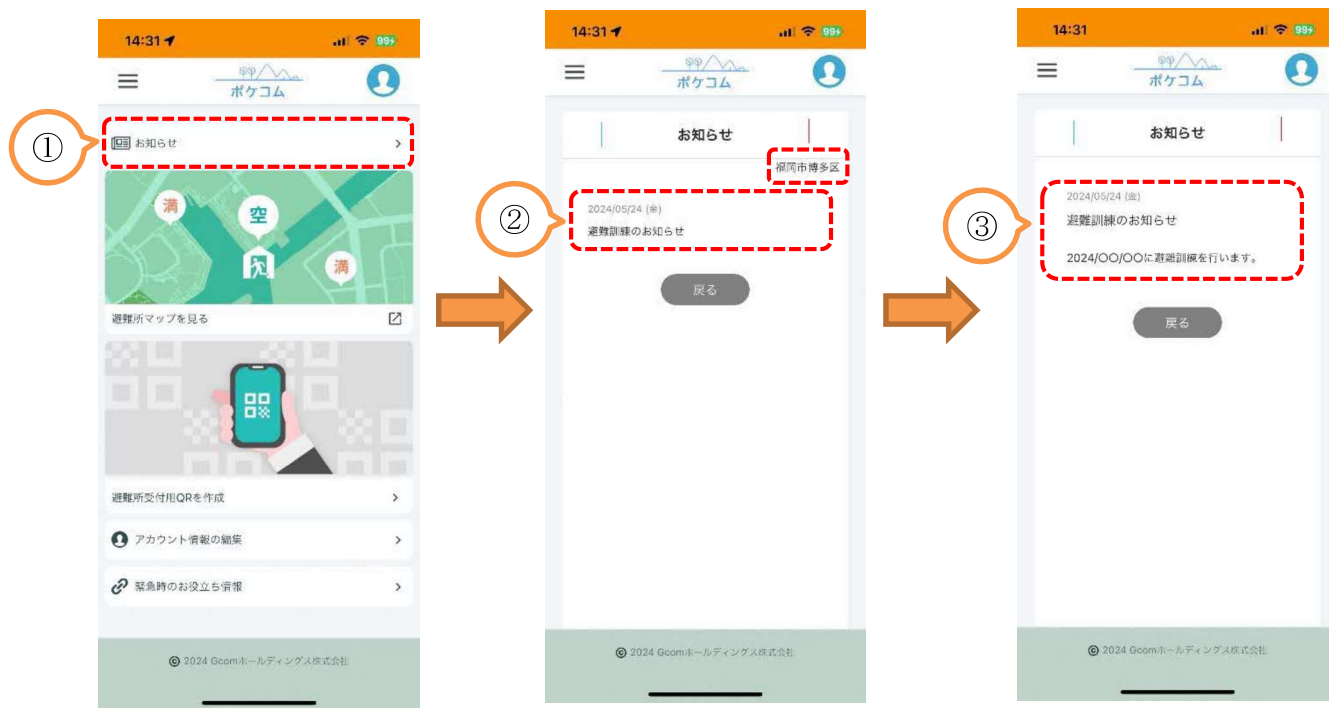 14:31
99+
ポケコム
①
お知らせ
満
空
満
避難所マップを見る
避難所受付用QRを作成
アカウント情報の編集
緊急時のお役立ち情報
© 2024 Gcomホールディングス株式会社
14:31
99+
ポケコム
お知らせ
福岡市博多区
②
2024/05/24 (金)
避難訓練のお知らせ
戻る
© 2024 Gcomホールディングス株式会社
14:31
99+
ポケコム
お知らせ
③
2024/05/24 (金)
避難訓練のお知らせ
2024/○○/○○に避難訓練を行います。
戻る
© 2024 Gcomホールディングス株式会社